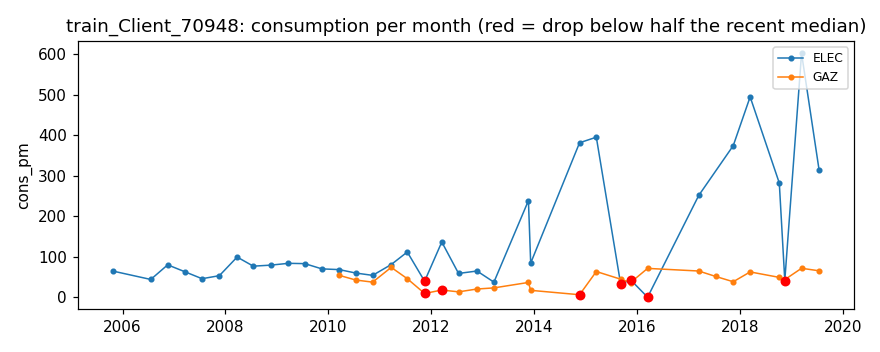 train_Client_70948: consumption per month (red = drop below half the recent median)
ELEC
GAZ
cons_pm
600
500
400
300
200
100
0
2006 2008 2010 2012 2014 2016 2018 2020